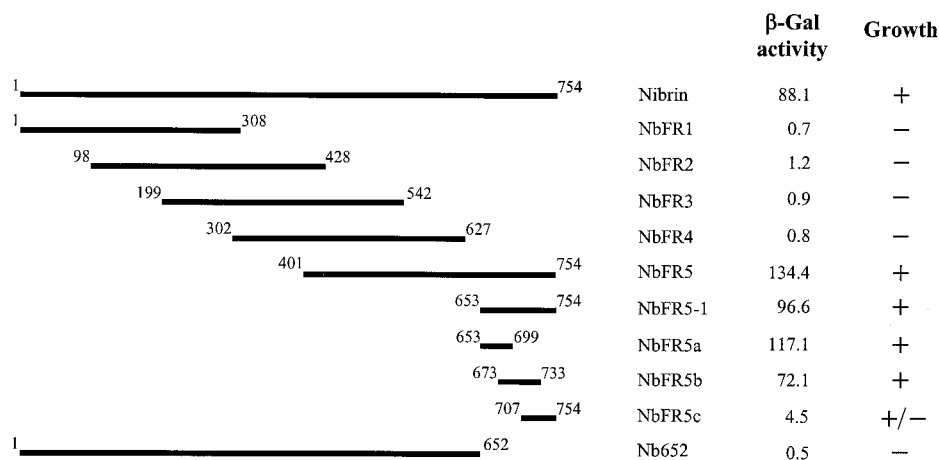 β-Gal activity Growth
1 754 Nibrin 88.1 +
1 308 NbFR1 0.7 −
98 428 NbFR2 1.2 −
199 542 NbFR3 0.9 −
302 627 NbFR4 0.8 −
401 754 NbFR5 134.4 +
653 754 NbFR5-1 96.6 +
653 699 NbFR5a 117.1 +
673 733 NbFR5b 72.1 +
707 754 NbFR5c 4.5 +/−
1 652 Nb652 0.5 −